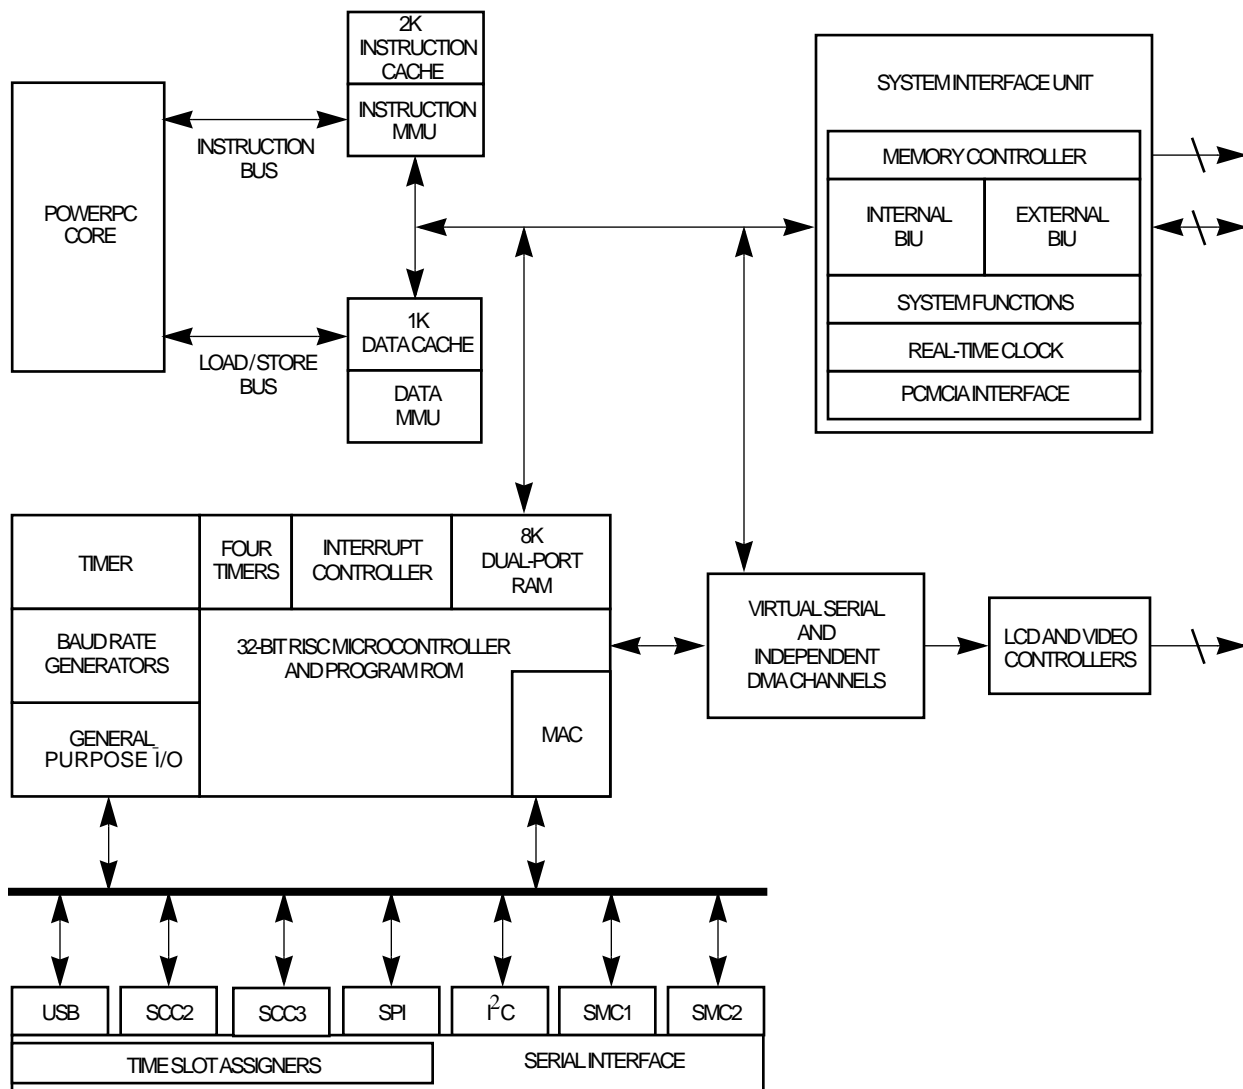 2K
INSTRUCTION
CACHE
INSTRUCTION
MMU
INSTRUCTION
BUS
POWERPC
CORE
1K
DATA CACHE
DATA
MMU
LOAD/STORE
BUS
SYSTEM INTERFACE UNIT
MEMORY CONTROLLER
INTERNAL
BIU
EXTERNAL
BIU
SYSTEM FUNCTIONS
REAL-TIME CLOCK
PCMCIA INTERFACE
TIMER
FOUR
TIMERS
INTERRUPT
CONTROLLER
8K
DUAL-PORT
RAM
BAUD RATE
GENERATORS
32-BIT RISC MICROCONTROLLER
AND PROGRAM ROM
GENERAL
PURPOSE I/O
MAC
VIRTUAL SERIAL
AND
INDEPENDENT
DMA CHANNELS
LCD AND VIDEO
CONTROLLERS
USB
SCC2
SCC3
SPI
I²C
SMC1
SMC2
TIME SLOT ASSIGNERS
SERIAL INTERFACE